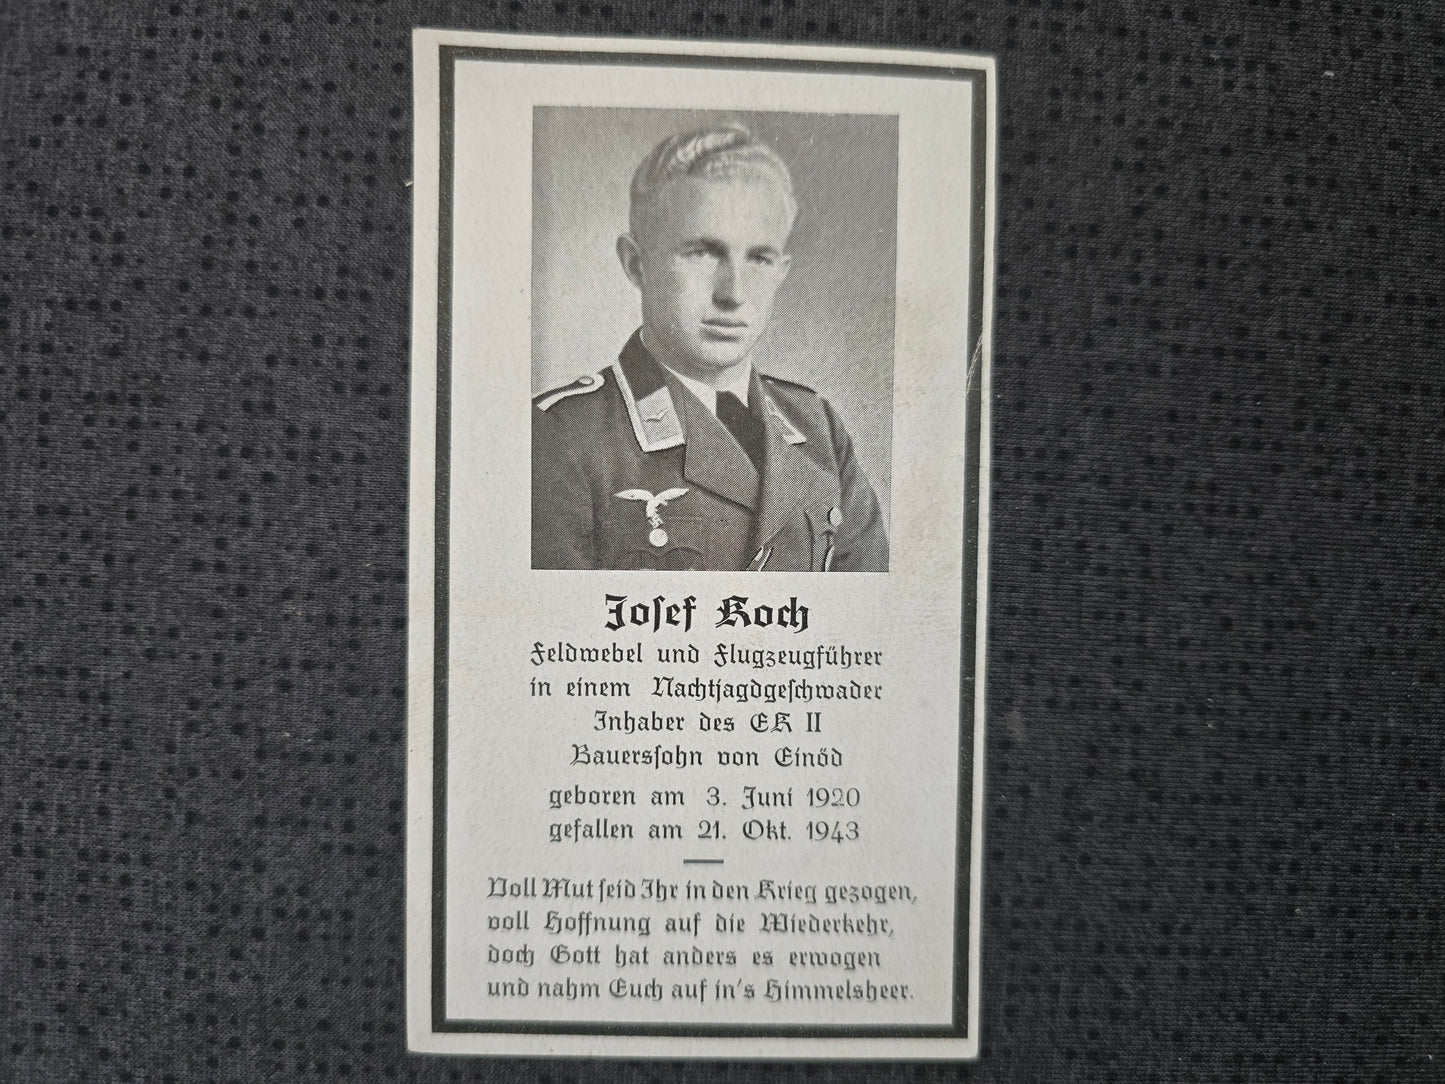 Josef Koch
Feldwebel und Flugzeugführer
in einem Nachtjagdgeschwader
Inhaber des EK II
Bauerssohn von Einöd
geboren am 3. Juni 1920
gefallen am 21. Okt. 1943
Voll Mut seid Ihr in den Krieg gezogen,
voll Hoffnung auf die Wiederkehr,
doch Gott hat anders es erwogen
und nahm Euch auf in's Himmelsheer.